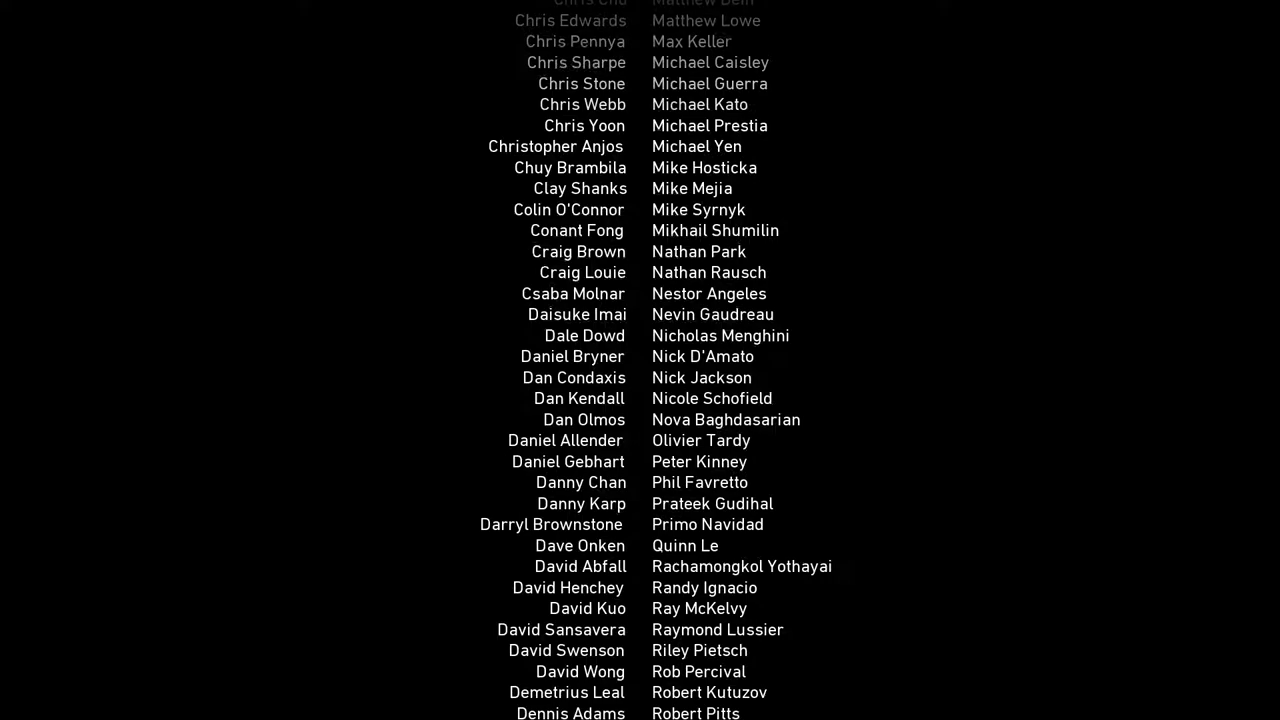 Chris Edwards Matthew Lowe
Chris Pennya Max Keller
Chris Sharpe Michael Caisley
Chris Stone Michael Guerra
Chris Webb Michael Kato
Chris Yoon Michael Prestia
Christopher Anjos Michael Yen
Chuy Brambila Mike Hosticka
Clay Shanks Mike Mejia
Colin O'Connor Mike Syrnyk
Conant Fong Mikhail Shumilin
Craig Brown Nathan Park
Craig Louie Nathan Rausch
Csaba Molnar Nestor Angeles
Daisuke Imai Nevin Gaudreau
Dale Dowd Nicholas Menghini
Daniel Bryner Nick D'Amato
Dan Condaxis Nick Jackson
Dan Kendall Nicole Schofield
Dan Olmos Nova Baghdasarian
Daniel Allender Olivier Tardy
Daniel Gebhart Peter Kinney
Danny Chan Phil Favretto
Danny Karp Prateek Gudihal
Darryl Brownstone Primo Navidad
Dave Onken Quinn Le
David Abfall Rachamongkol Yothayai
David Henchey Randy Ignacio
David Kuo Ray McKelvy
David Sansavera Raymond Lussier
David Swenson Riley Pietsch
David Wong Rob Percival
Demetrius Leal Robert Kutuzov
Dennis Adams Robert Pitts